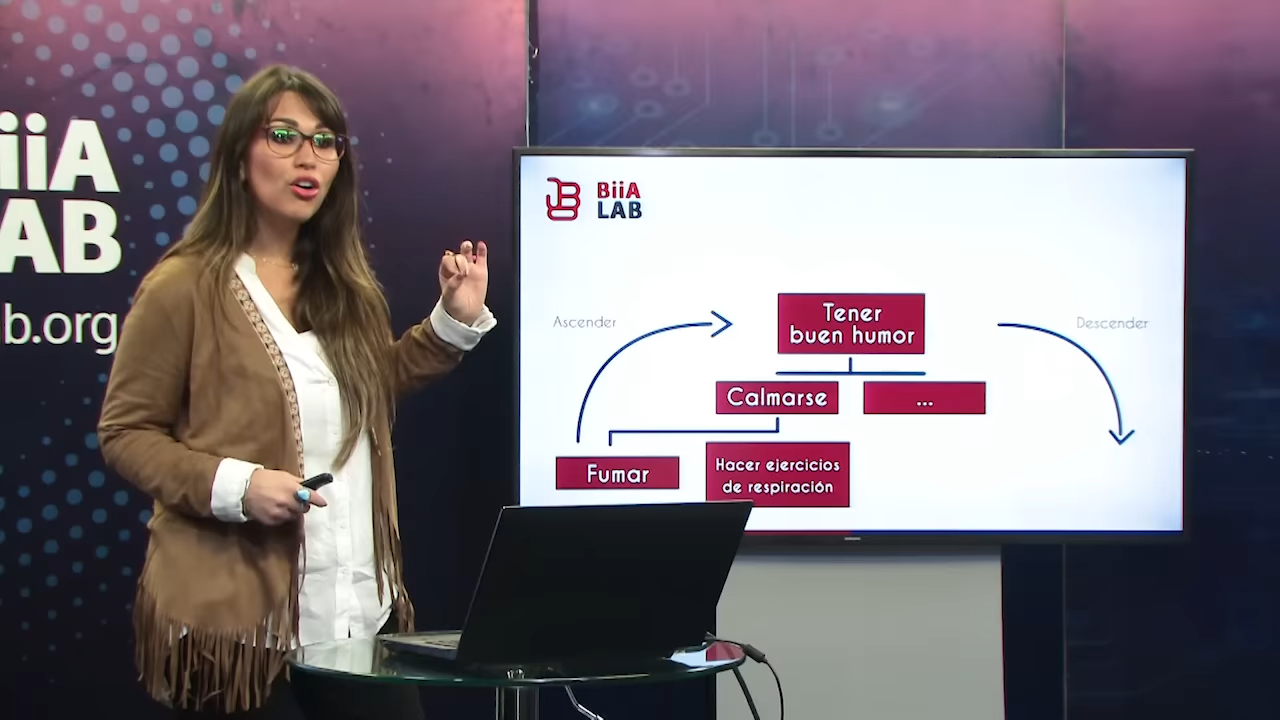 iiA
AB
b.org
BiiA
LAB
Ascender
Tener
buen humor
Descender
Calmarse
...
Fumar
Hacer ejercicios
de respiración